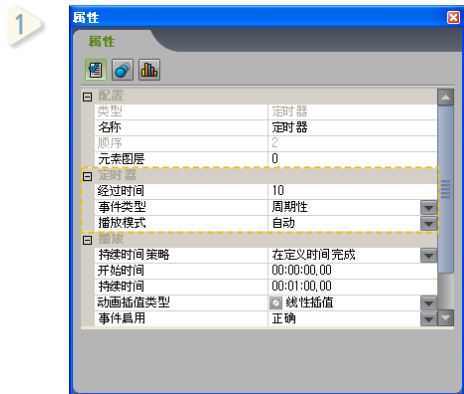 1
属性
属性
配置
类型 定时器
名称 定时器
顺序 2
元素图层 0
定时器
经过时间 10
事件类型 周期性
播放模式 自动
播放
持续时间策略 在定义时间完成
开始时间 00:00:00,00
持续时间 00:01:00,00
动画插值类型 线性插值
事件启用 正确